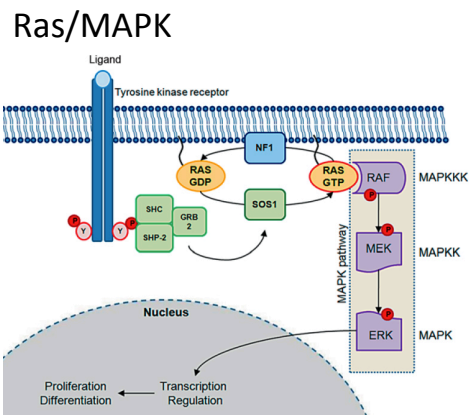 Ras/MAPK
Ligand
Tyrosine kinase receptor
NF1
RAS
GDP
RAS
GTP
RAF
MAPKKK
P
SOS1
SHC
GRB
2
SHP-2
P
Y
Y
P
P
MEK
MAPKK
MAPK pathway
P
ERK
MAPK
Nucleus
Proliferation
Differentiation
Transcription
Regulation